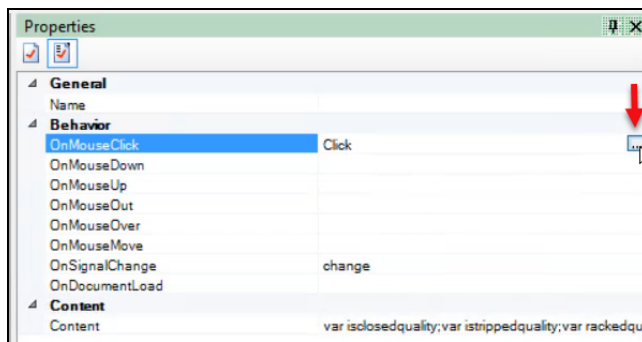 Properties
General
Name
Behavior
OnMouseClick Click ...
OnMouseDown
OnMouseUp
OnMouseOut
OnMouseOver
OnMouseMove
OnSignalChange change
OnDocumentLoad
Content
Content var isclosedquality;var istrippedquality;var rackedqu